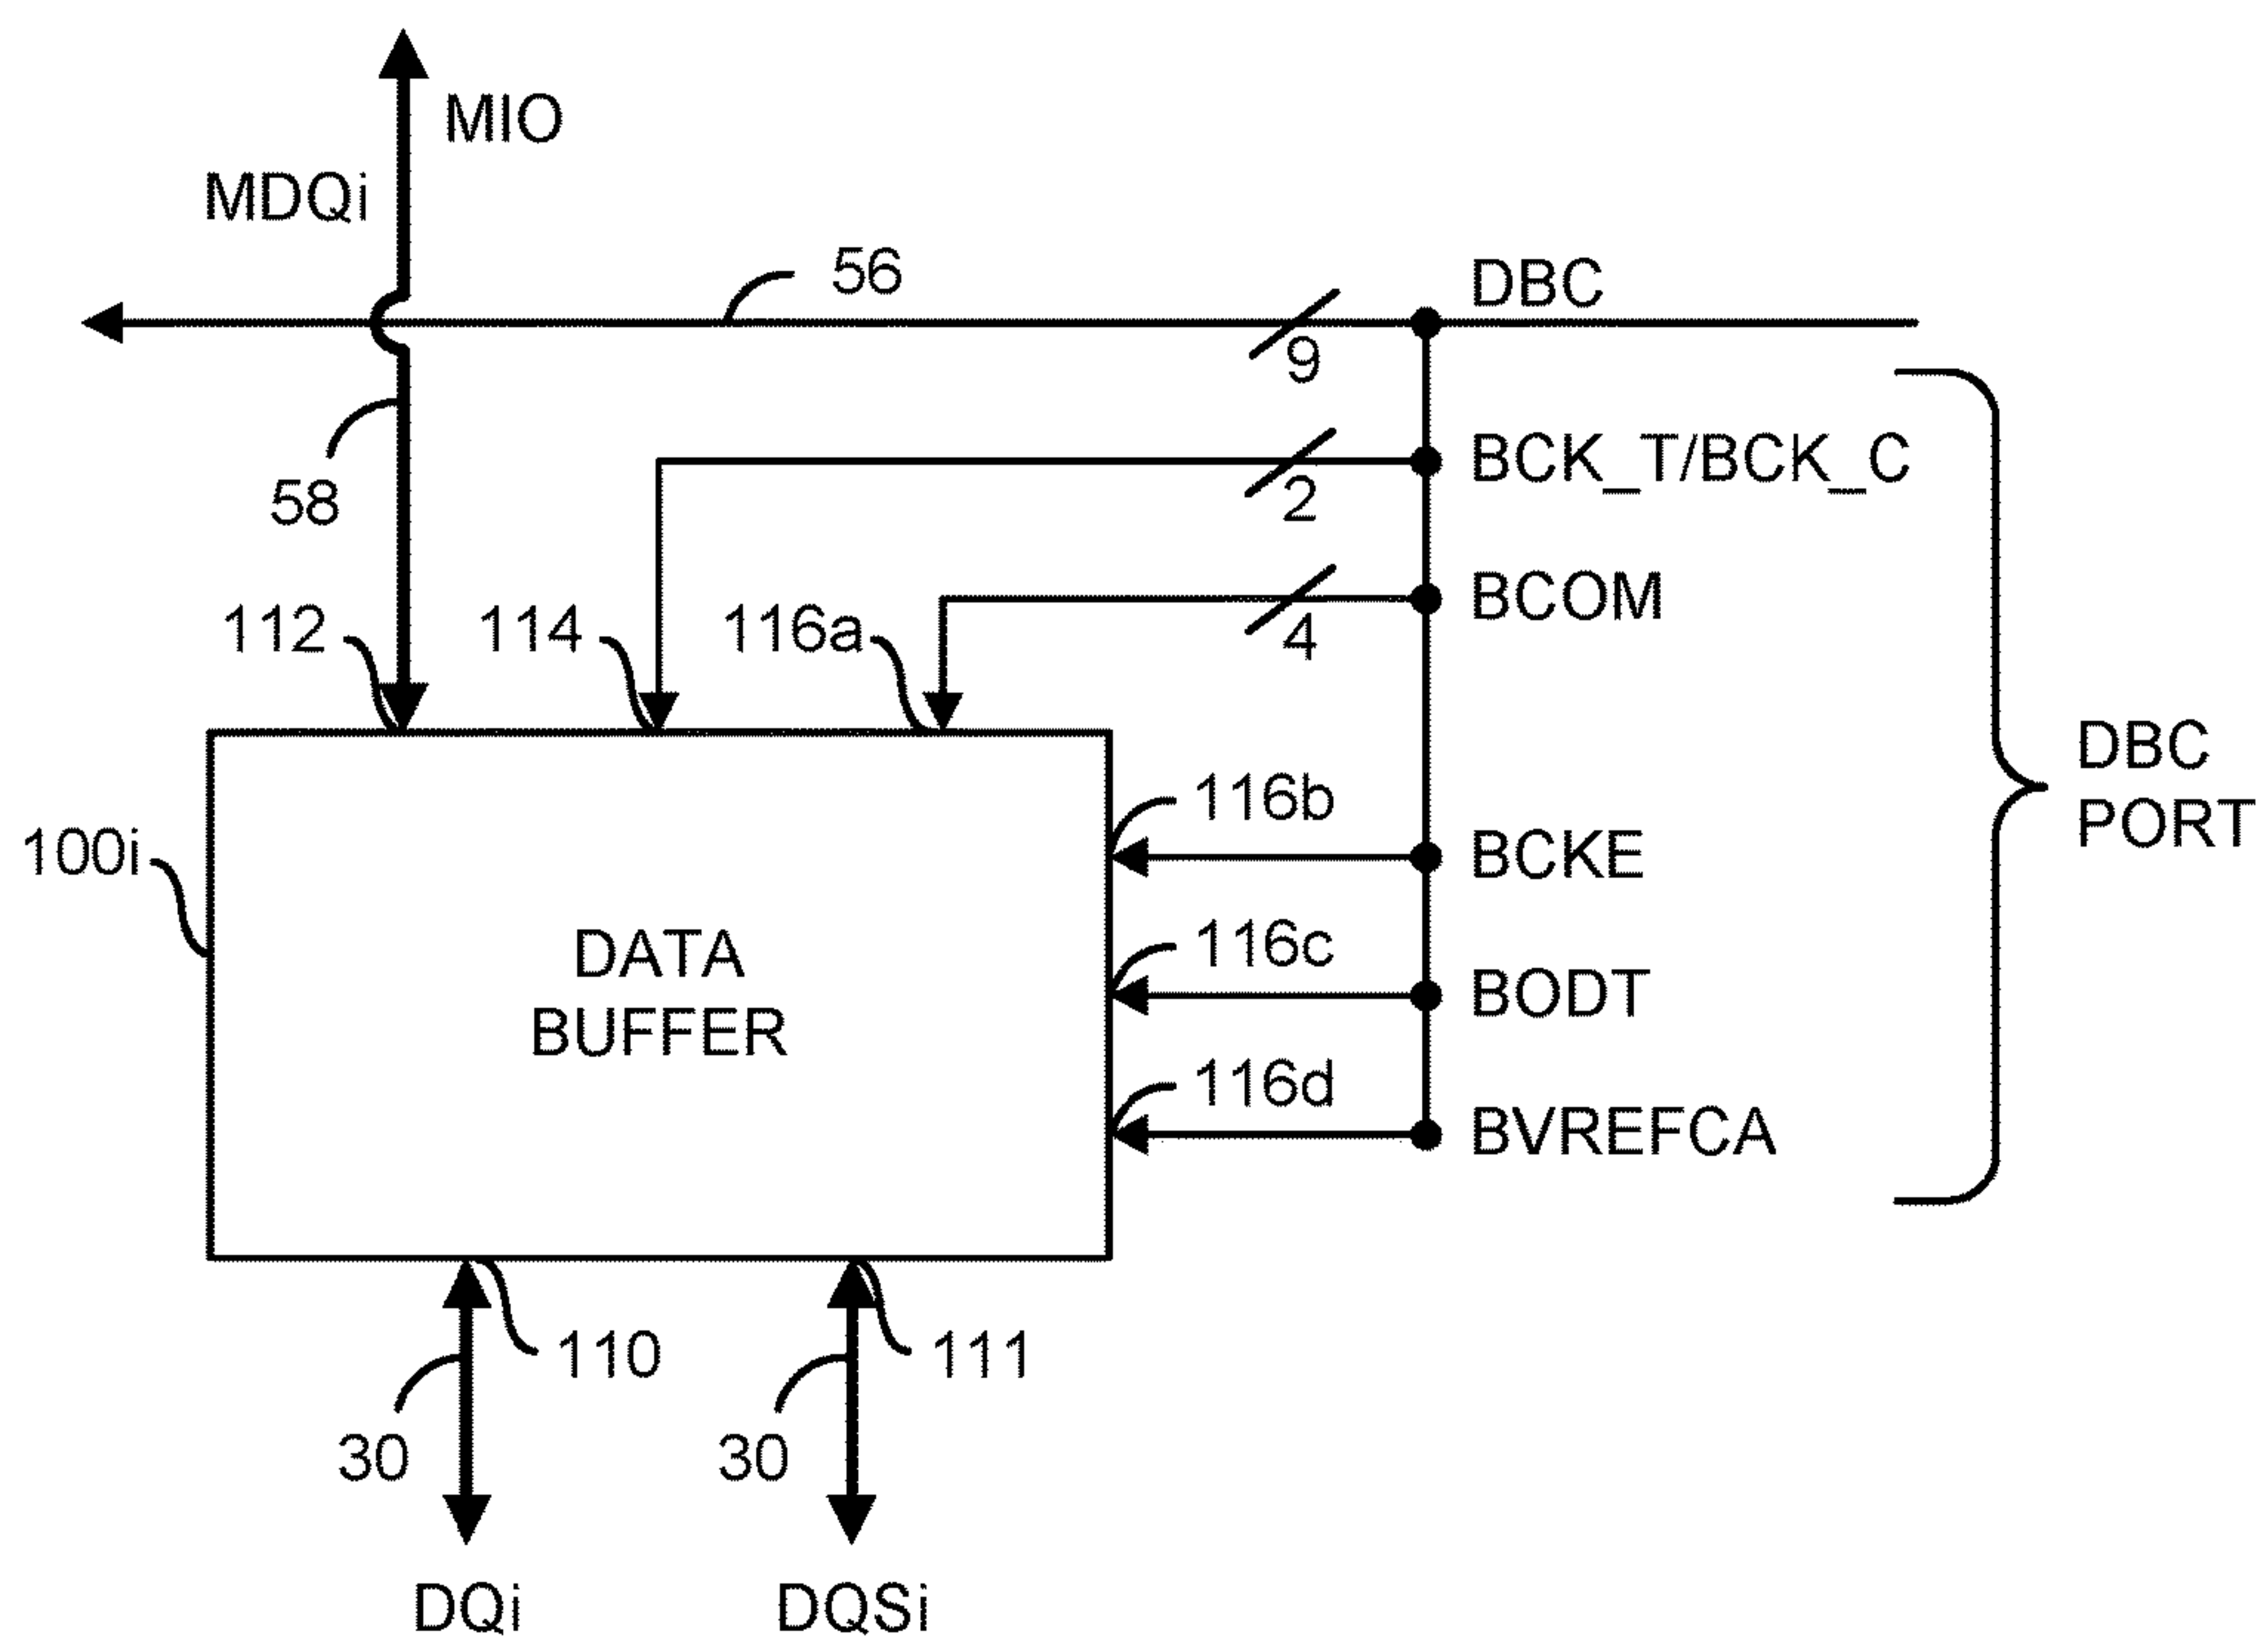 MIO
MDQi
56
DBC
9
58
BCK_T/BCK_C
2
BCOM
4
112
114
116a
DBC
PORT
116b
BCKE
100i
116c
BODT
DATA
BUFFER
116d
BVREFCA
110
111
30
30
DQi
DQSi